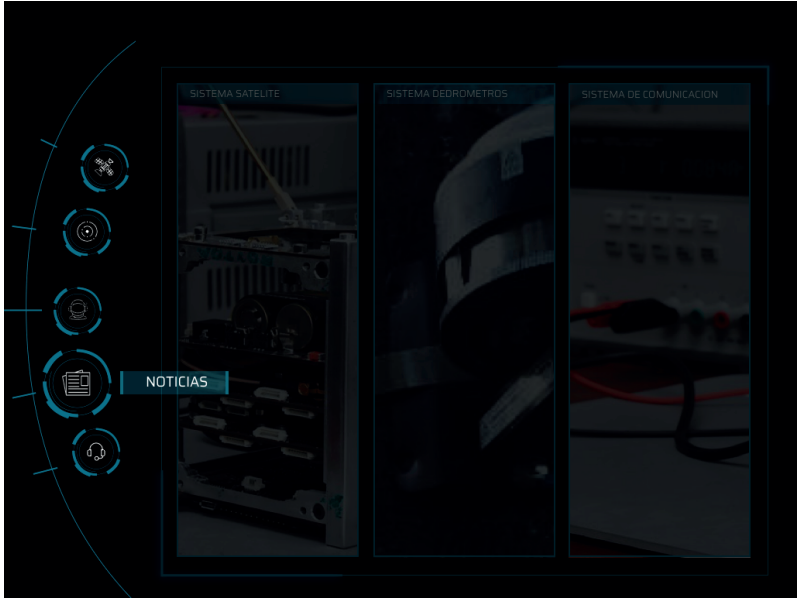 SISTEMA SATELITE
SISTEMA DEDROMETROS
SISTEMA DE COMUNICACION
NOTICIAS